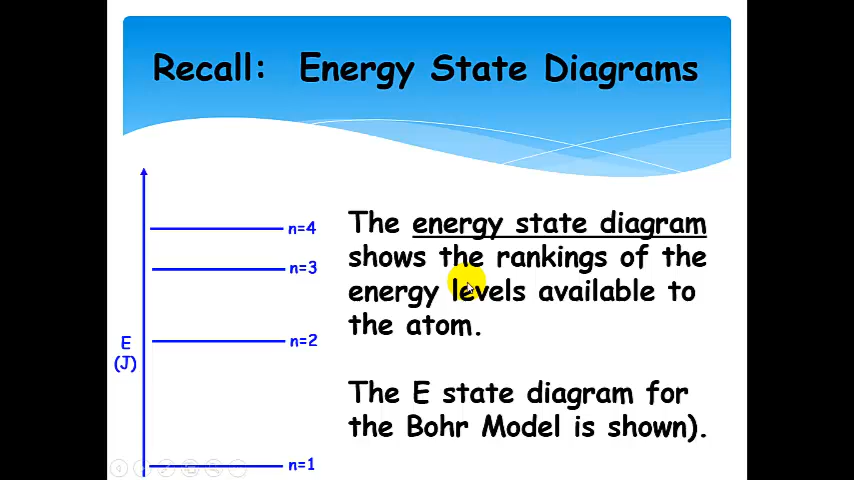 Recall: Energy State Diagrams
n=4
n=3
E
(J)
n=2
n=1
The energy state diagram
shows the rankings of the
energy levels available to
the atom.
The E state diagram for
the Bohr Model is shown).